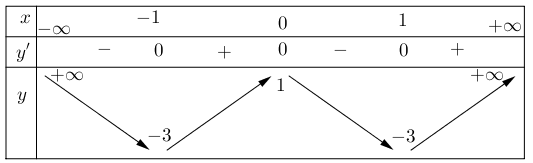 x −∞ −1 0 1 +∞
y′ − 0 + 0 − 0 +
y +∞ −3 1 −3 +∞